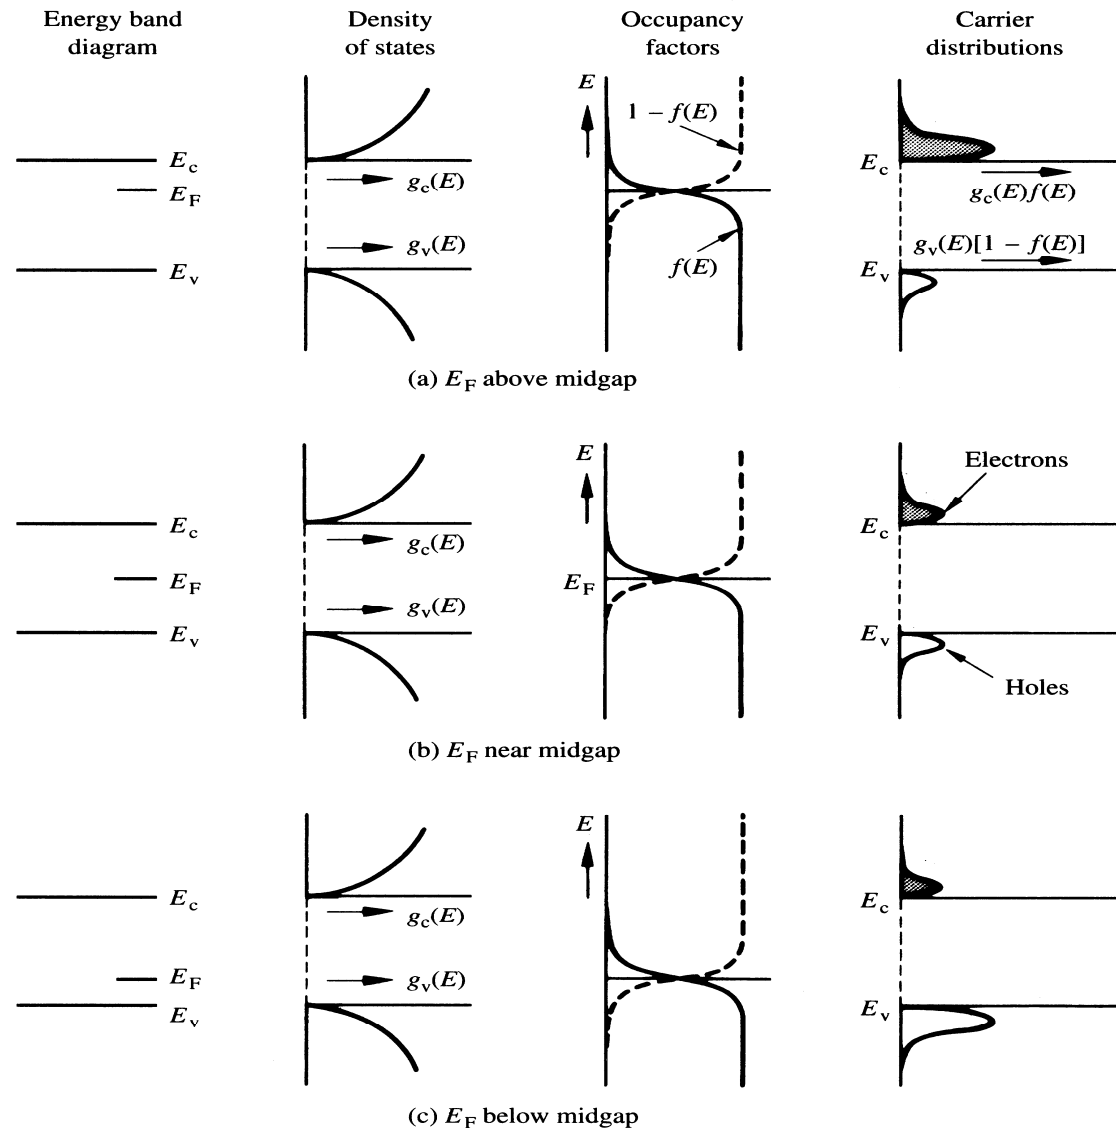 Energy band
diagram
Density
of states
Occupancy
factors
Carrier
distributions
E
1 − f(E)
E_c
E_F
g_c(E)
g_c(E)f(E)
g_v(E)
g_v(E)[1 − f(E)]
E_v
f(E)
E_v
(a) E_F above midgap
E
Electrons
E_c
g_c(E)
E_c
E_F
E_F
g_v(E)
E_v
E_v
Holes
(b) E_F near midgap
E
E_c
g_c(E)
E_c
E_F
g_v(E)
E_v
E_v
(c) E_F below midgap
E_c